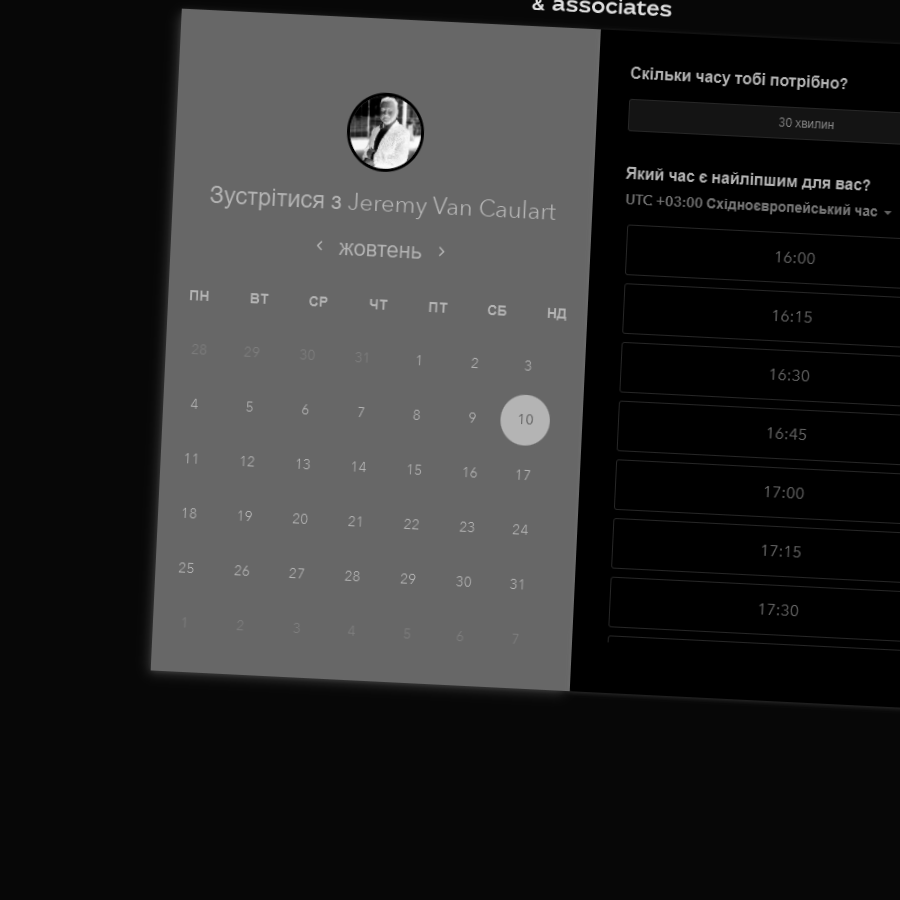 & associates
Зустрітися з Jeremy Van Caulart
‹ жовтень ›
ПН ВТ СР ЧТ ПТ СБ НД
28 29 30 31 1 2 3
4 5 6 7 8 9 10
11 12 13 14 15 16 17
18 19 20 21 22 23 24
25 26 27 28 29 30 31
1 2 3 4 5 6 7
Скільки часу тобі потрібно?
30 хвилин
Який час є найліпшим для вас?
UTC +03:00 Східноєвропейський час
16:00
16:15
16:30
16:45
17:00
17:15
17:30